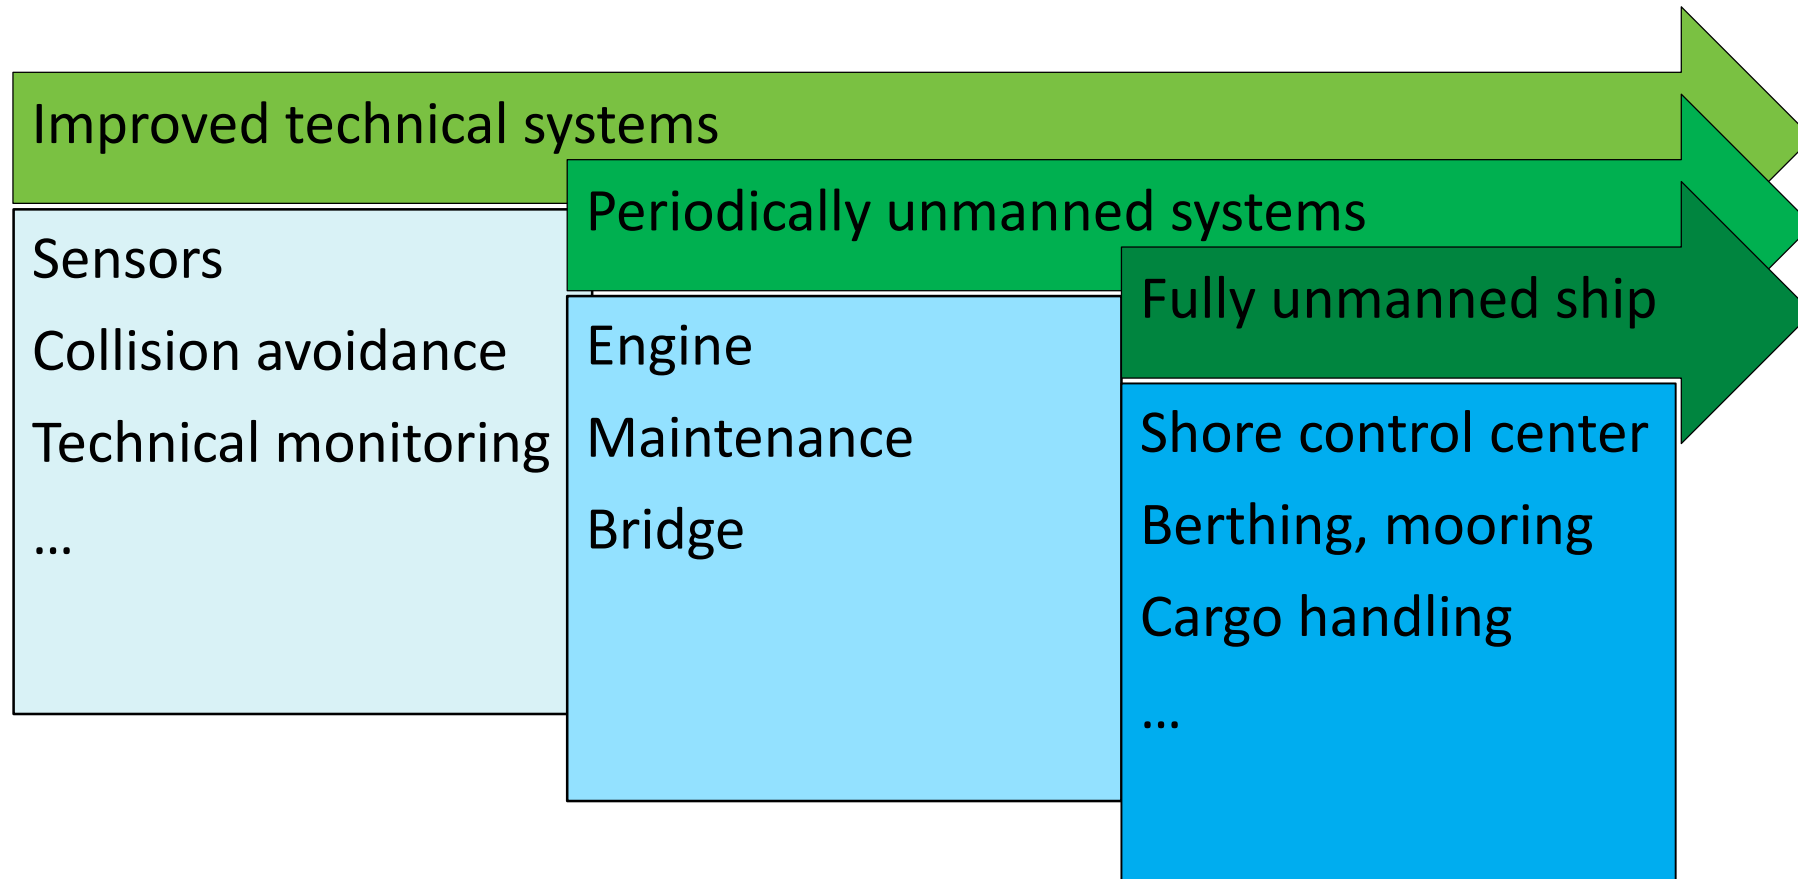 Improved technical systems
Sensors
Collision avoidance
Technical monitoring
...
Periodically unmanned systems
Engine
Maintenance
Bridge
Fully unmanned ship
Shore control center
Berthing, mooring
Cargo handling
...